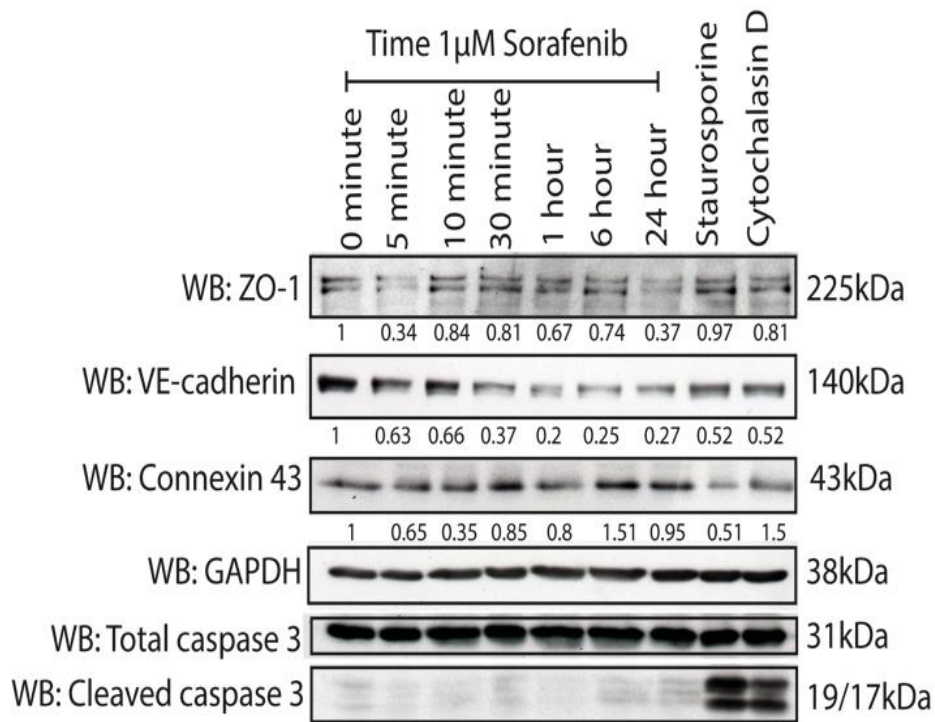 Time 1μM Sorafenib
0 minute
5 minute
10 minute
30 minute
1 hour
6 hour
24 hour
Staurosporine
Cytochalasin D
WB: ZO-1 225kDa
1 0.34 0.84 0.81 0.67 0.74 0.37 0.97 0.81
WB: VE-cadherin 140kDa
1 0.63 0.66 0.37 0.2 0.25 0.27 0.52 0.52
WB: Connexin 43 43kDa
1 0.65 0.35 0.85 0.8 1.51 0.95 0.51 1.5
WB: GAPDH 38kDa
WB: Total caspase 3 31kDa
WB: Cleaved caspase 3 19/17kDa